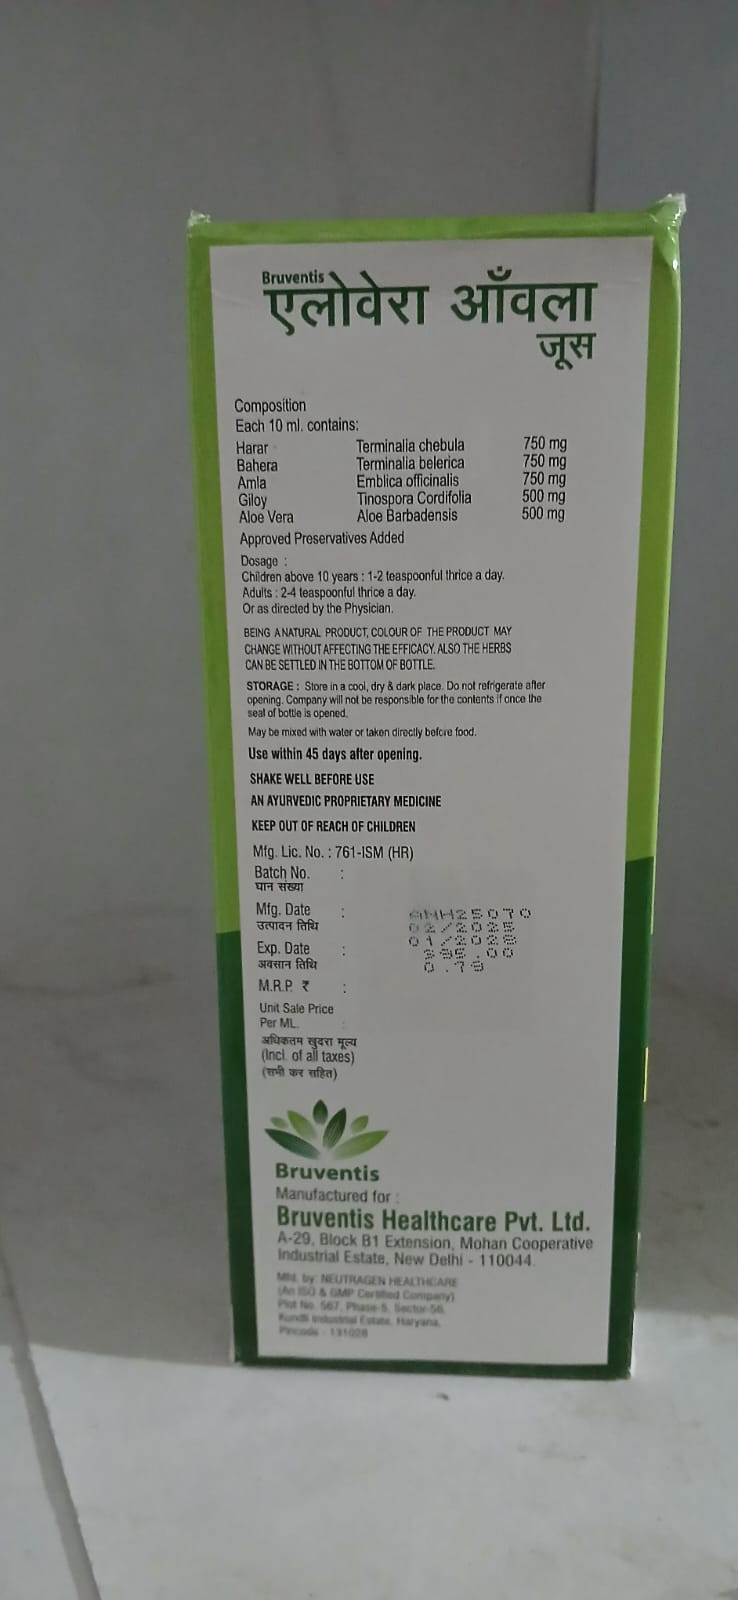 Bruventis
एलोवेरा आँवला
जूस
Composition
Each 10 ml. contains:
Harar Terminalia chebula 750 mg
Bahera Terminalia belerica 750 mg
Amla Emblica officinalis 750 mg
Giloy Tinospora Cordifolia 500 mg
Aloe Vera Aloe Barbadensis 500 mg
Approved Preservatives Added
Dosage :
Children above 10 years : 1-2 teaspoonful thrice a day.
Adults : 2-4 teaspoonful thrice a day.
Or as directed by the Physician.
BEING A NATURAL PRODUCT, COLOUR OF THE PRODUCT MAY
CHANGE WITHOUT AFFECTING THE EFFICACY. ALSO THE HERBS
CAN BE SETTLED IN THE BOTTOM OF BOTTLE.
STORAGE : Store in a cool, dry & dark place. Do not refrigerate after
opening. Company will not be responsible for the contents if once the
seal of bottle is opened.
May be mixed with water or taken directly before food.
Use within 45 days after opening.
SHAKE WELL BEFORE USE
AN AYURVEDIC PROPRIETARY MEDICINE
KEEP OUT OF REACH OF CHILDREN
Mfg. Lic. No. : 761-ISM (HR)
Batch No. :
घान संख्या
Mfg. Date : 25070
उत्पादन तिथि 02/2025
Exp. Date : 01/2028
अवसान तिथि 395.00
0.79
M.R.P. ₹ :
Unit Sale Price
Per ML. :
अधिकतम खुदरा मूल्य
(Incl. of all taxes)
(सभी कर सहित)
Bruventis
Manufactured for :
Bruventis Healthcare Pvt. Ltd.
A-29, Block B1 Extension, Mohan Cooperative
Industrial Estate, New Delhi - 110044.
Mfd. by: NEUTRAGEN HEALTHCARE
(An ISO & GMP Certified Company)
Plot No. 567, Phase-5, Sector-56,
Kundli Industrial Estate, Haryana,
Pincode - 131028